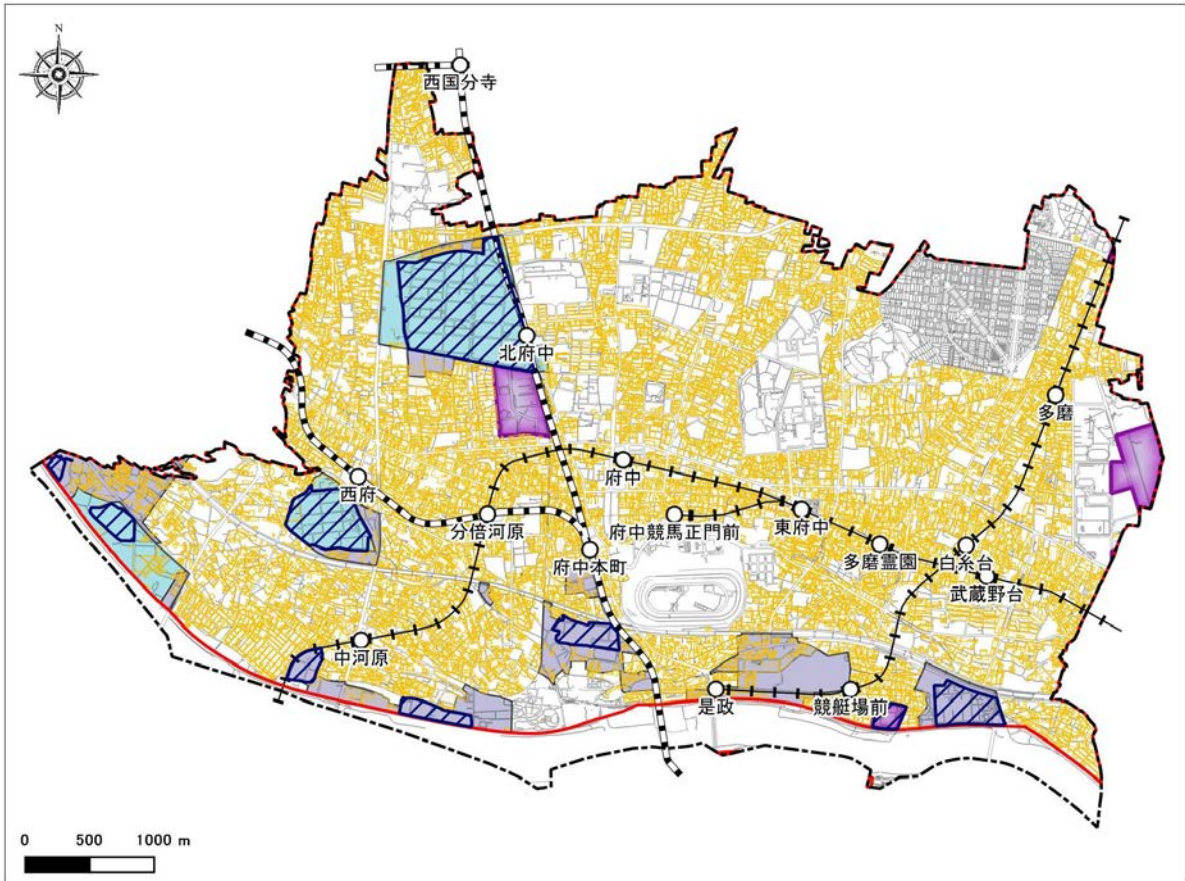 N
西国分寺
北府中
多磨
西府
府中
分倍河原
府中競馬正門前
東府中
府中本町
多磨霊園
白糸台
武蔵野台
中河原
是政
競艇場前
0 500 1000 m